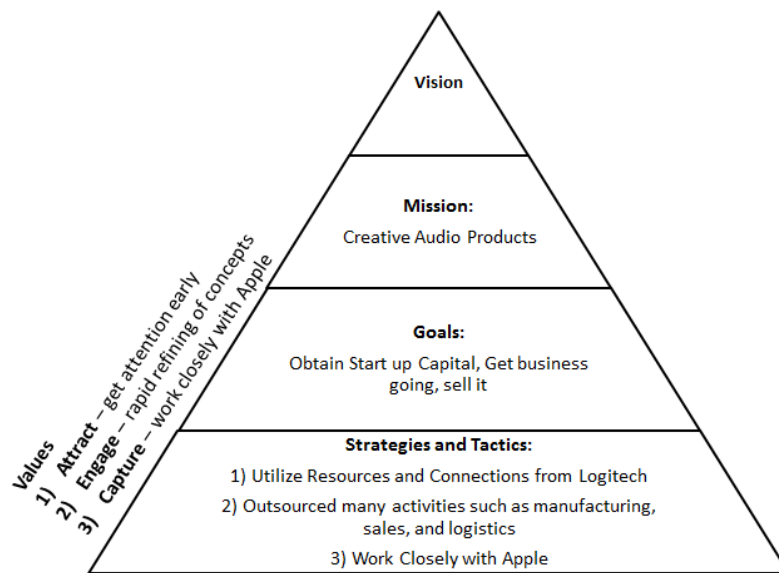 Vision
Mission:
Creative Audio Products
Goals:
Obtain Start up Capital, Get business
going, sell it
Strategies and Tactics:
1) Utilize Resources and Connections from Logitech
2) Outsourced many activities such as manufacturing,
sales, and logistics
3) Work Closely with Apple
Values
1) Attract – get attention early
2) Engage – rapid refining of concepts
3) Capture – work closely with Apple